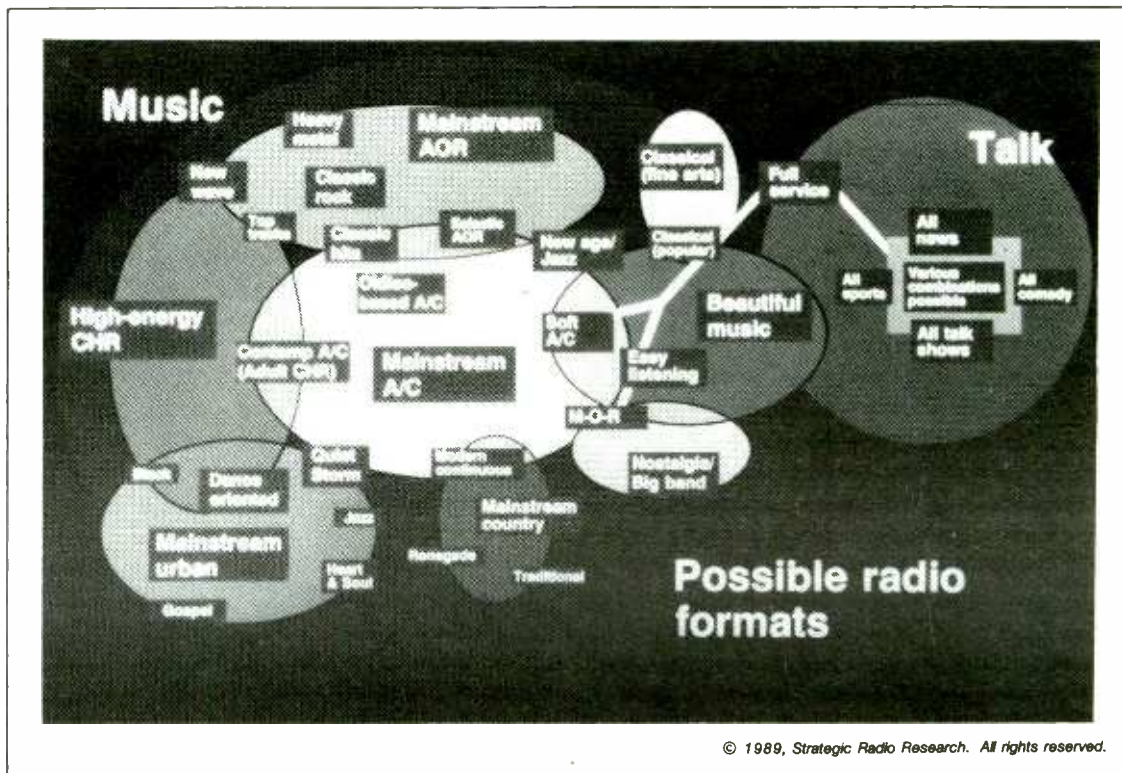 Music
Talk
Heavy
metal
Mainstream
AOR
Classical
(fine arts)
Full
service
New
wave
Classic
rock
Top
tracks
Classic
hits
Eclectic
AOR
New age/
Jazz
Classical
(popular)
All
news
All
sports
Various
combinations
possible
All
comedy
All talk
shows
Oldies-
based A/C
High-energy
CHR
Soft
A/C
Beautiful
music
Contemp A/C
(Adult CHR)
Mainstream
A/C
Easy
listening
M-O-R
Quiet
Storm
Modern
continuous
Nostalgia/
Big band
Dance
oriented
Jazz
Mainstream
country
Mainstream
urban
Renegade
Heart
& Soul
Traditional
Gospel
Possible radio
formats
© 1989, Strategic Radio Research. All rights reserved.